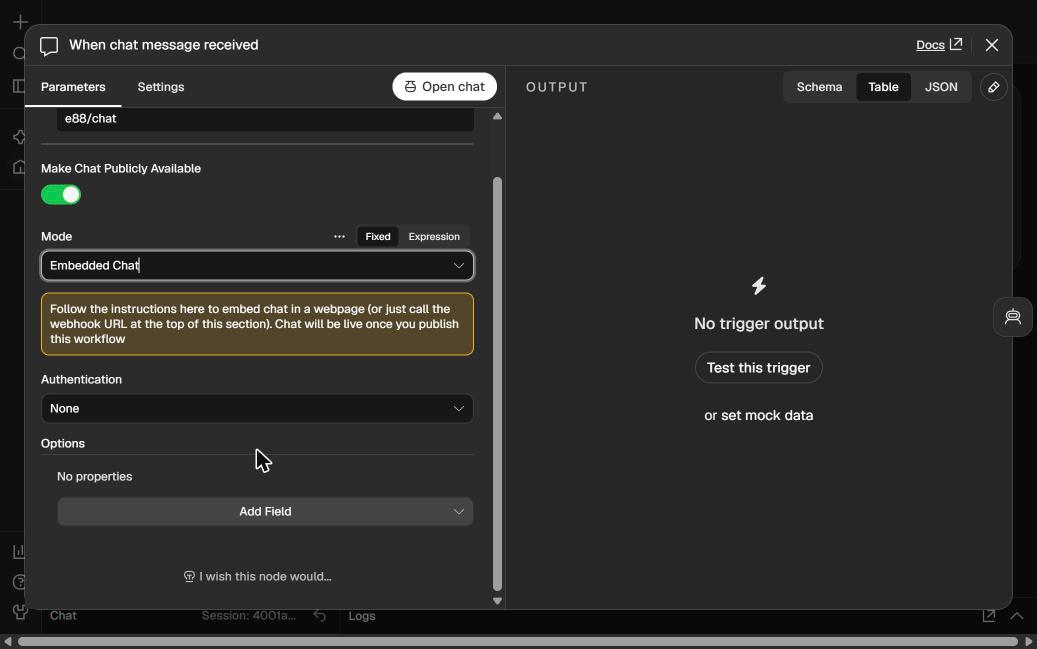 When chat message received
Docs
Parameters
Settings
Open chat
OUTPUT
Schema
Table
JSON
e88/chat
Make Chat Publicly Available
Mode
Fixed
Expression
Embedded Chat
Follow the instructions here to embed chat in a webpage (or just call the
webhook URL at the top of this section). Chat will be live once you publish
this workflow
Authentication
None
Options
No properties
Add Field
I wish this node would...
No trigger output
Test this trigger
or set mock data
Chat
Session: 4001a...
Logs